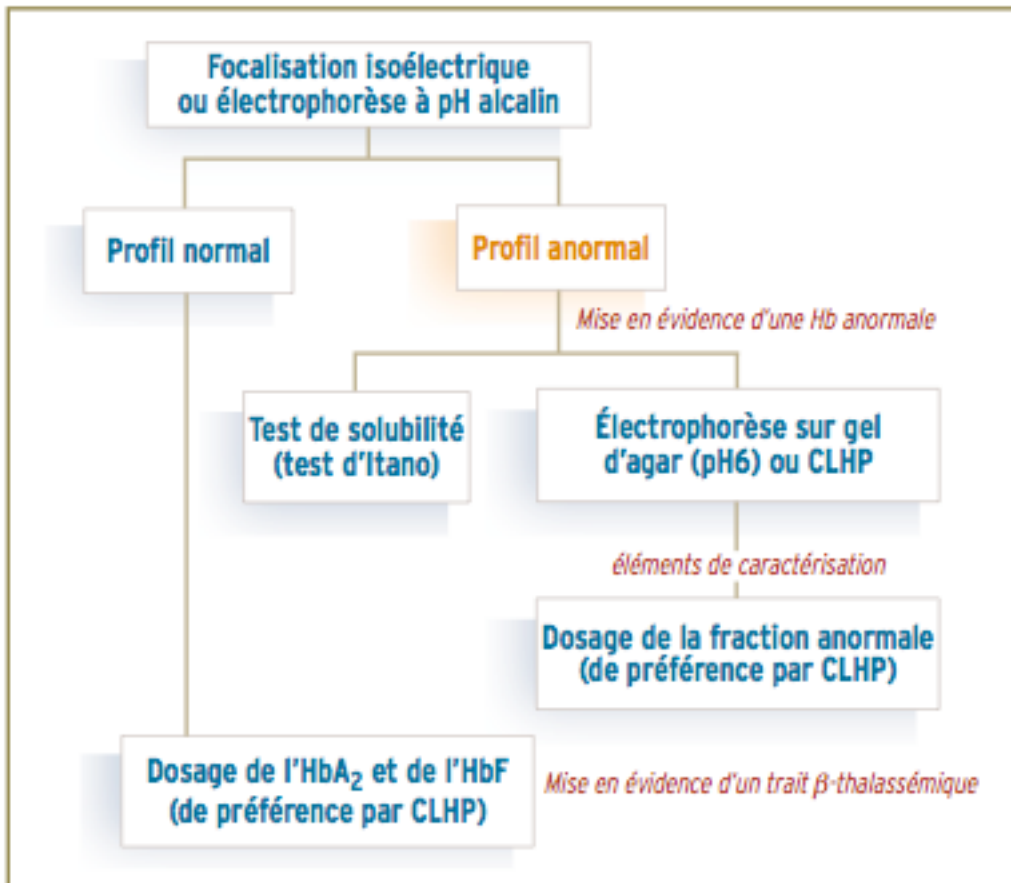 Focalisation isoélectrique
ou électrophorèse à pH alcalin
Profil normal
Profil anormal
Mise en évidence d'une Hb anormale
Test de solubilité
(test d'Itano)
Électrophorèse sur gel
d'agar (pH6) ou CLHP
éléments de caractérisation
Dosage de la fraction anormale
(de préférence par CLHP)
Dosage de l'HbA₂ et de l'HbF
(de préférence par CLHP)
Mise en évidence d'un trait β-thalassémique